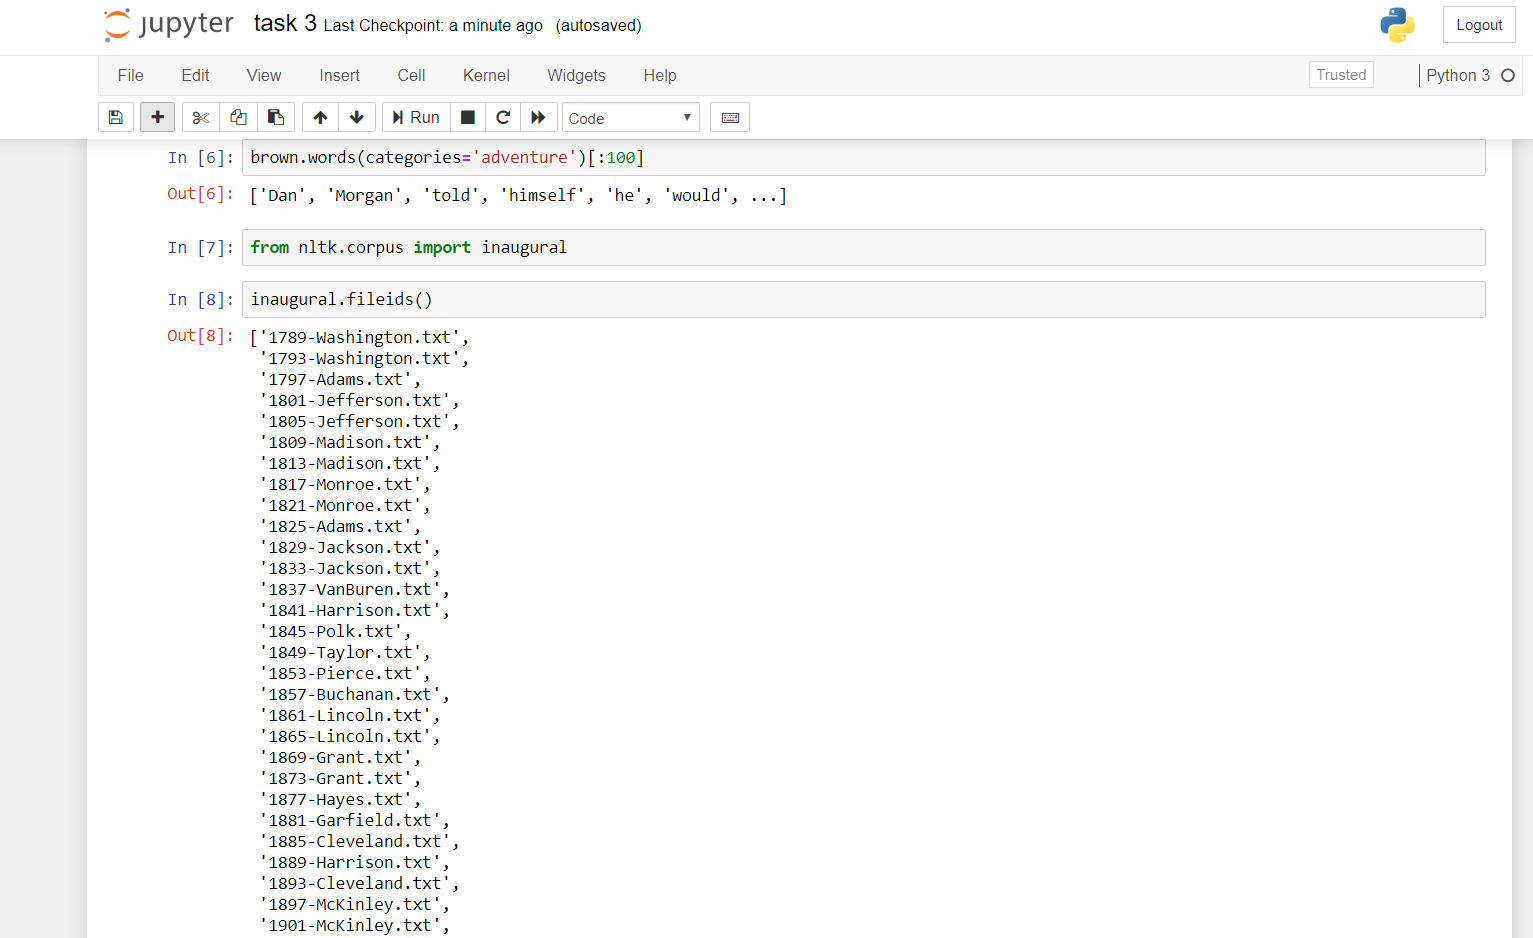 jupyter task 3 Last Checkpoint: a minute ago (autosaved) Logout
File Edit View Insert Cell Kernel Widgets Help Trusted Python 3
Run Code
In [6]: brown.words(categories='adventure')[:100]
Out[6]: ['Dan', 'Morgan', 'told', 'himself', 'he', 'would', ...]
In [7]: from nltk.corpus import inaugural
In [8]: inaugural.fileids()
Out[8]: ['1789-Washington.txt',
'1793-Washington.txt',
'1797-Adams.txt',
'1801-Jefferson.txt',
'1805-Jefferson.txt',
'1809-Madison.txt',
'1813-Madison.txt',
'1817-Monroe.txt',
'1821-Monroe.txt',
'1825-Adams.txt',
'1829-Jackson.txt',
'1833-Jackson.txt',
'1837-VanBuren.txt',
'1841-Harrison.txt',
'1845-Polk.txt',
'1849-Taylor.txt',
'1853-Pierce.txt',
'1857-Buchanan.txt',
'1861-Lincoln.txt',
'1865-Lincoln.txt',
'1869-Grant.txt',
'1873-Grant.txt',
'1877-Hayes.txt',
'1881-Garfield.txt',
'1885-Cleveland.txt',
'1889-Harrison.txt',
'1893-Cleveland.txt',
'1897-McKinley.txt',
'1901-McKinley.txt',